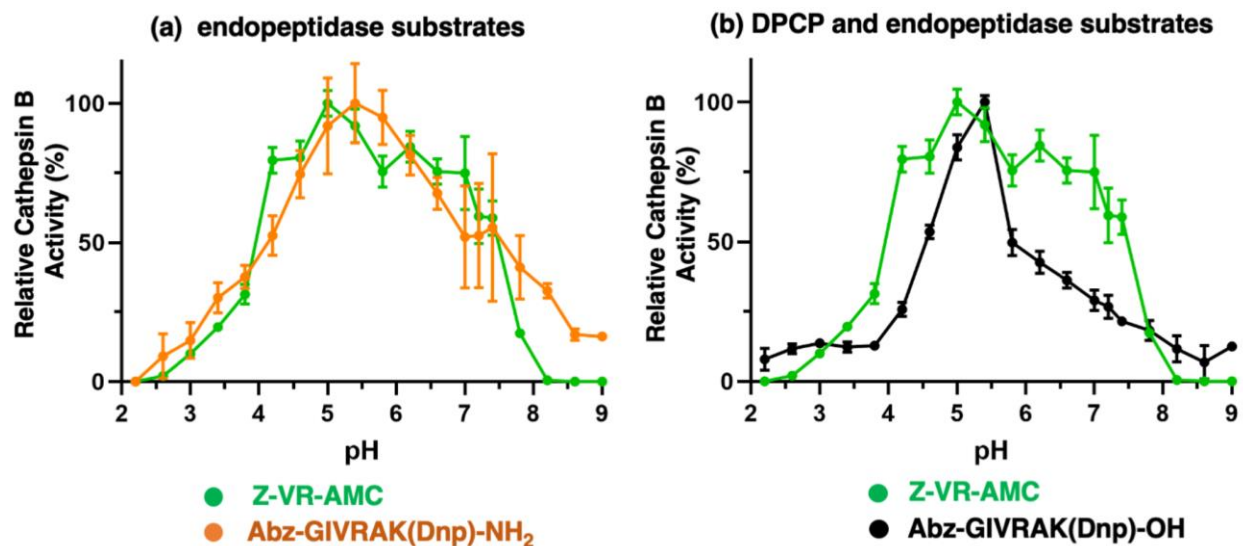 (a) endopeptidase substrates
Relative Cathepsin B
Activity (%)
100
50
0
2 3 4 5 6 7 8 9
pH
Z-VR-AMC
Abz-GIVRAK(Dnp)-NH₂
(b) DPCP and endopeptidase substrates
Relative Cathepsin B
Activity (%)
100
50
0
2 3 4 5 6 7 8 9
pH
Z-VR-AMC
Abz-GIVRAK(Dnp)-OH